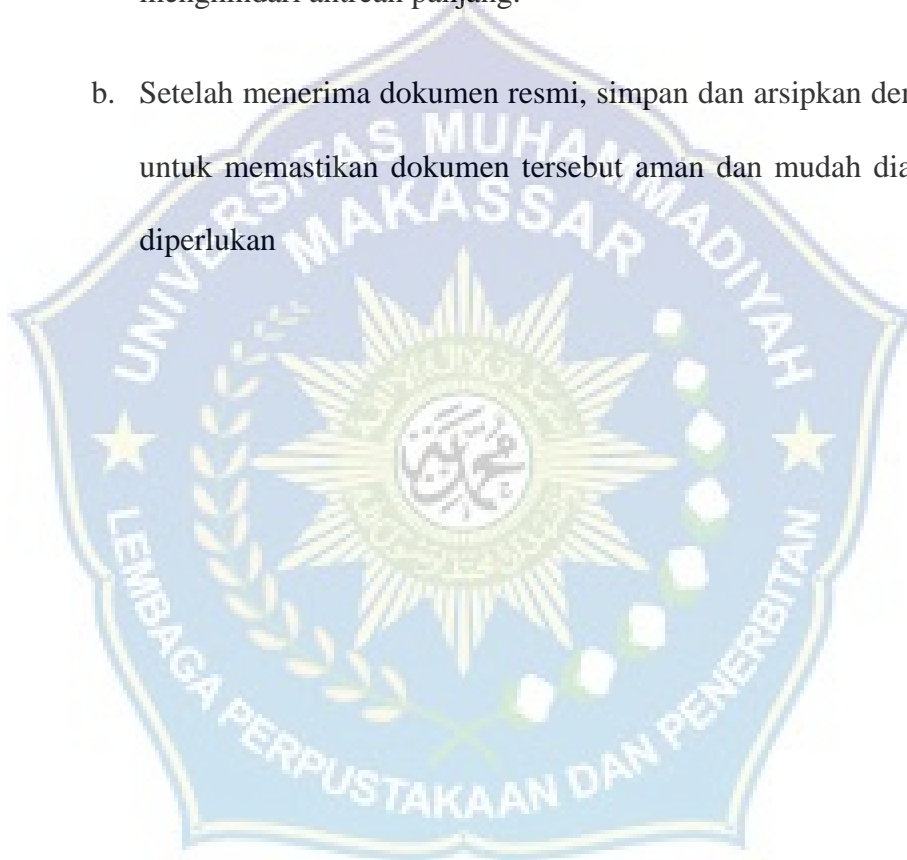 b. Setelah menerima dokumen resmi, simpan dan arsipkan
untuk memastikan dokumen tersebut aman dan mudah
diperlukan
UNIVERSITAS MUHAMMADIYAH
MAKASSAR
LEMBAGA PERPUSTAKAAN DAN PENERBITAN